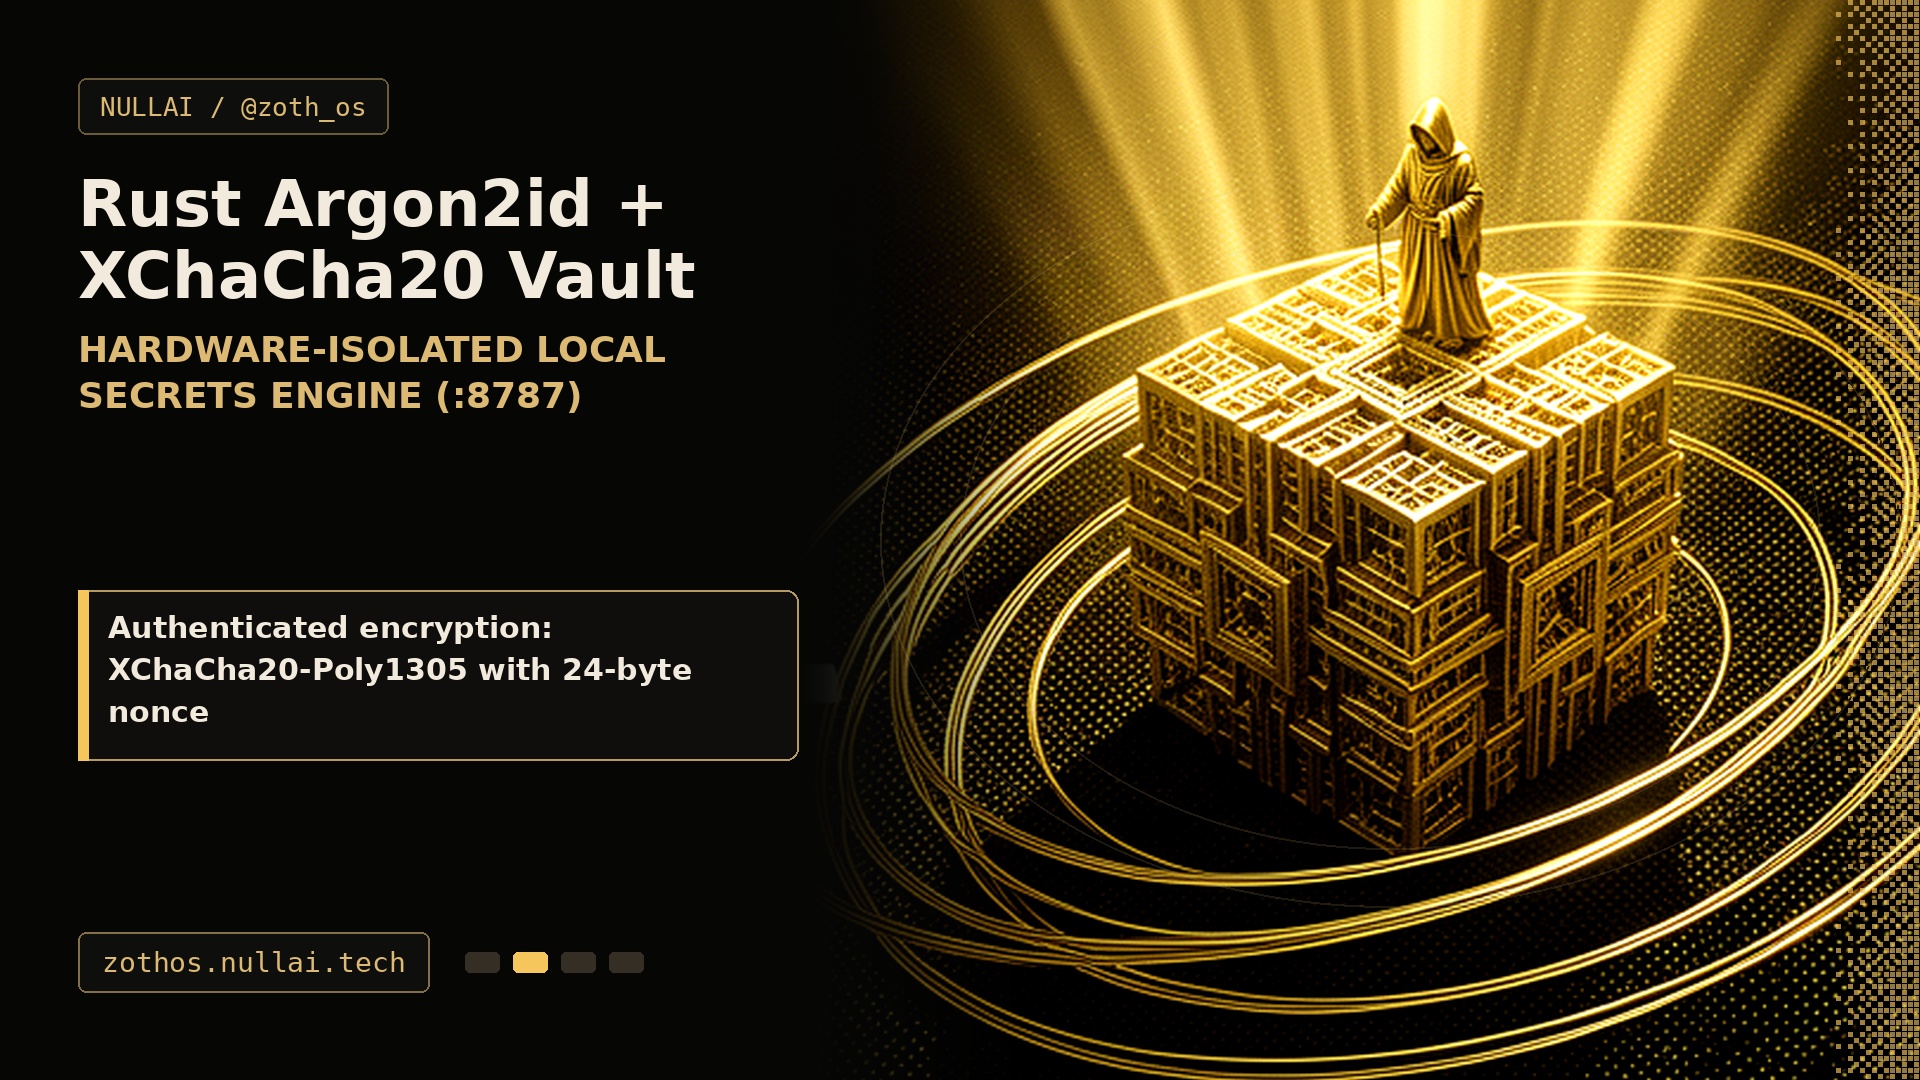 NULLAI / @zoth_os
Rust Argon2id +
XChaCha20 Vault
HARDWARE-ISOLATED LOCAL
SECRETS ENGINE (:8787)
Authenticated encryption:
XChaCha20-Poly1305 with 24-byte
nonce
zothos.nullai.tech